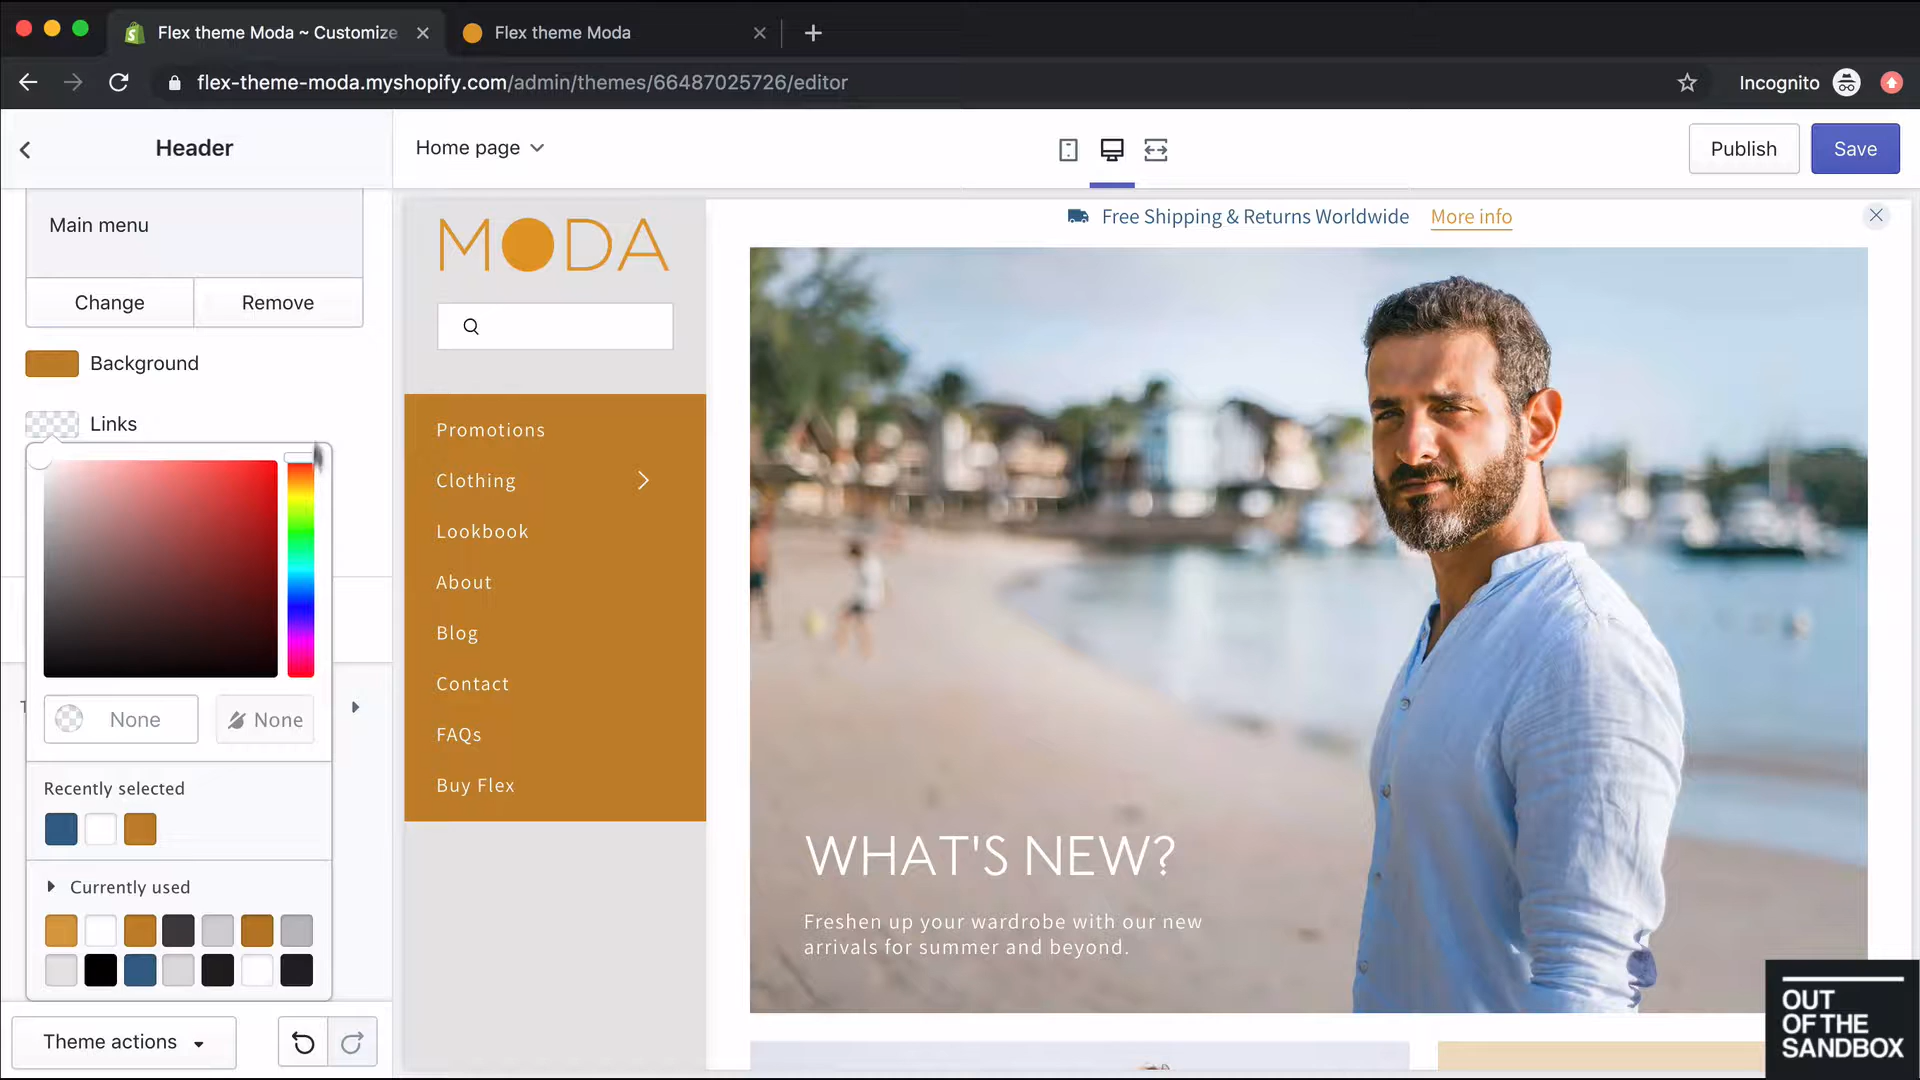 Flex theme Moda ~ Customize
Flex theme Moda
flex-theme-moda.myshopify.com/admin/themes/66487025726/editor
Incognito
Header
Home page
Publish
Save
Main menu
Change
Remove
Background
Links
None
None
Recently selected
Currently used
Theme actions
MODA
Free Shipping & Returns Worldwide More info
Promotions
Clothing
Lookbook
About
Blog
Contact
FAQs
Buy Flex
WHAT'S NEW?
Freshen up your wardrobe with our new
arrivals for summer and beyond.
OUT
OF THE
SANDBOX